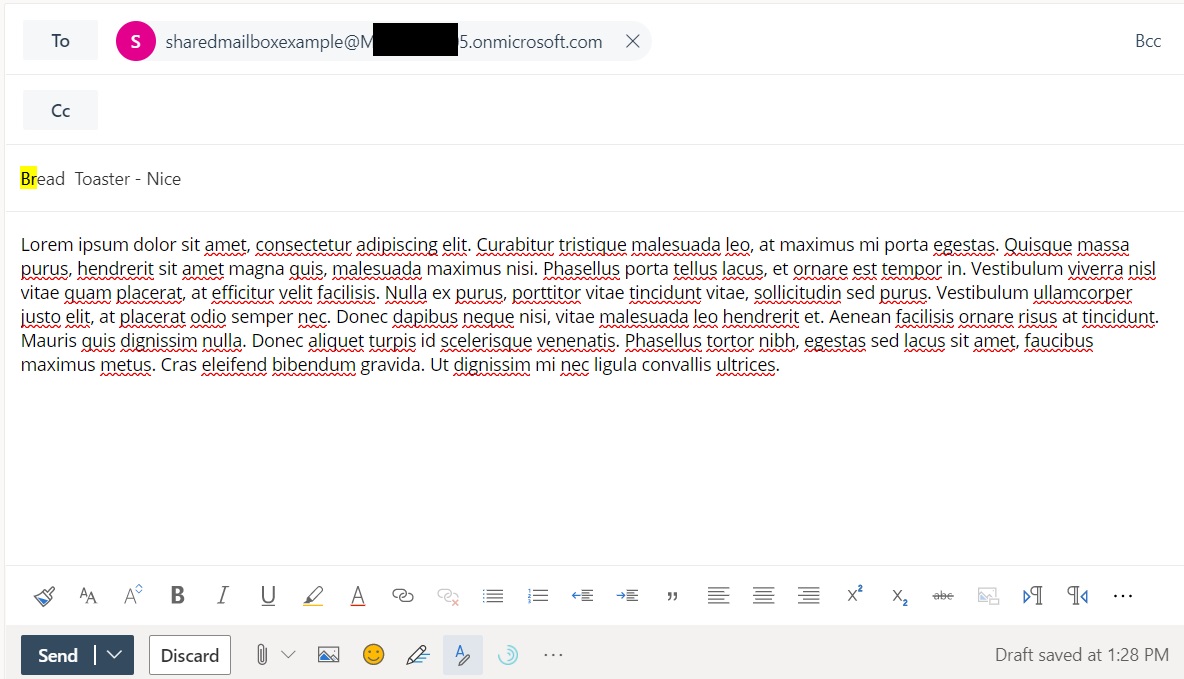 To S sharedmailboxexample@M 5.onmicrosoft.com Bcc
Cc
Bread  Toaster - Nice
Lorem ipsum dolor sit amet, consectetur adipiscing elit. Curabitur tristique malesuada leo, at maximus mi porta egestas. Quisque massa
purus, hendrerit sit amet magna quis, malesuada maximus nisi. Phasellus porta tellus lacus, et ornare est tempor in. Vestibulum viverra nisl
vitae quam placerat, at efficitur velit facilisis. Nulla ex purus, porttitor vitae tincidunt vitae, sollicitudin sed purus. Vestibulum ullamcorper
justo elit, at placerat odio semper nec. Donec dapibus neque nisi, vitae malesuada leo hendrerit et. Aenean facilisis ornare risus at tincidunt.
Mauris quis dignissim nulla. Donec aliquet turpis id scelerisque venenatis. Phasellus tortor nibh, egestas sed lacus sit amet, faucibus
maximus metus. Cras eleifend bibendum gravida. Ut dignissim mi nec ligula convallis ultrices.
AA A B I U A " x² x₂ abc ...
Send Discard ... Draft saved at 1:28 PM